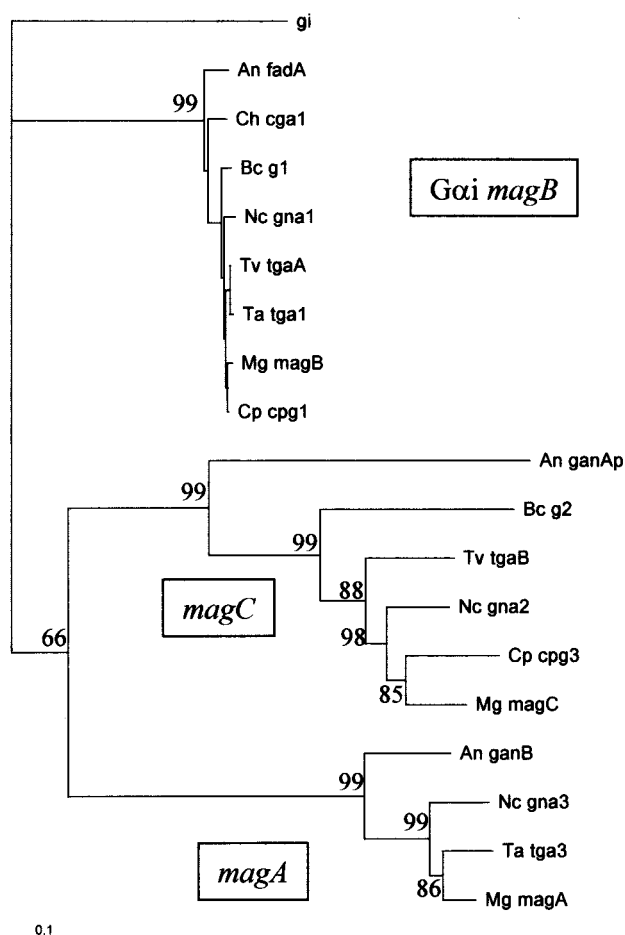 gi
An fadA
99
Ch cga1
Bc g1
Gαi magB
Nc gna1
Tv tgaA
Ta tga1
Mg magB
Cp cpg1
An ganAp
99
Bc g2
99
Tv tgaB
88
magC
Nc gna2
98
66
Cp cpg3
85
Mg magC
An ganB
99
Nc gna3
99
Ta tga3
magA
86
Mg magA
0.1